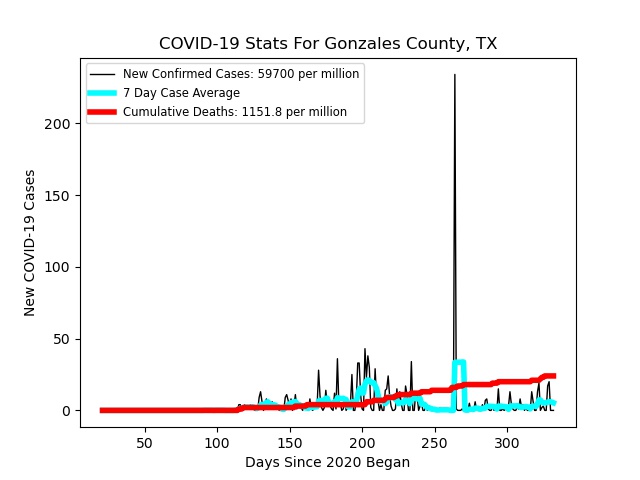 COVID-19 Stats For Gonzales County, TX
New Confirmed Cases: 59700 per million
7 Day Case Average
Cumulative Deaths: 1151.8 per million
New COVID-19 Cases
200
150
100
50
0
50 100 150 200 250 300
Days Since 2020 Began